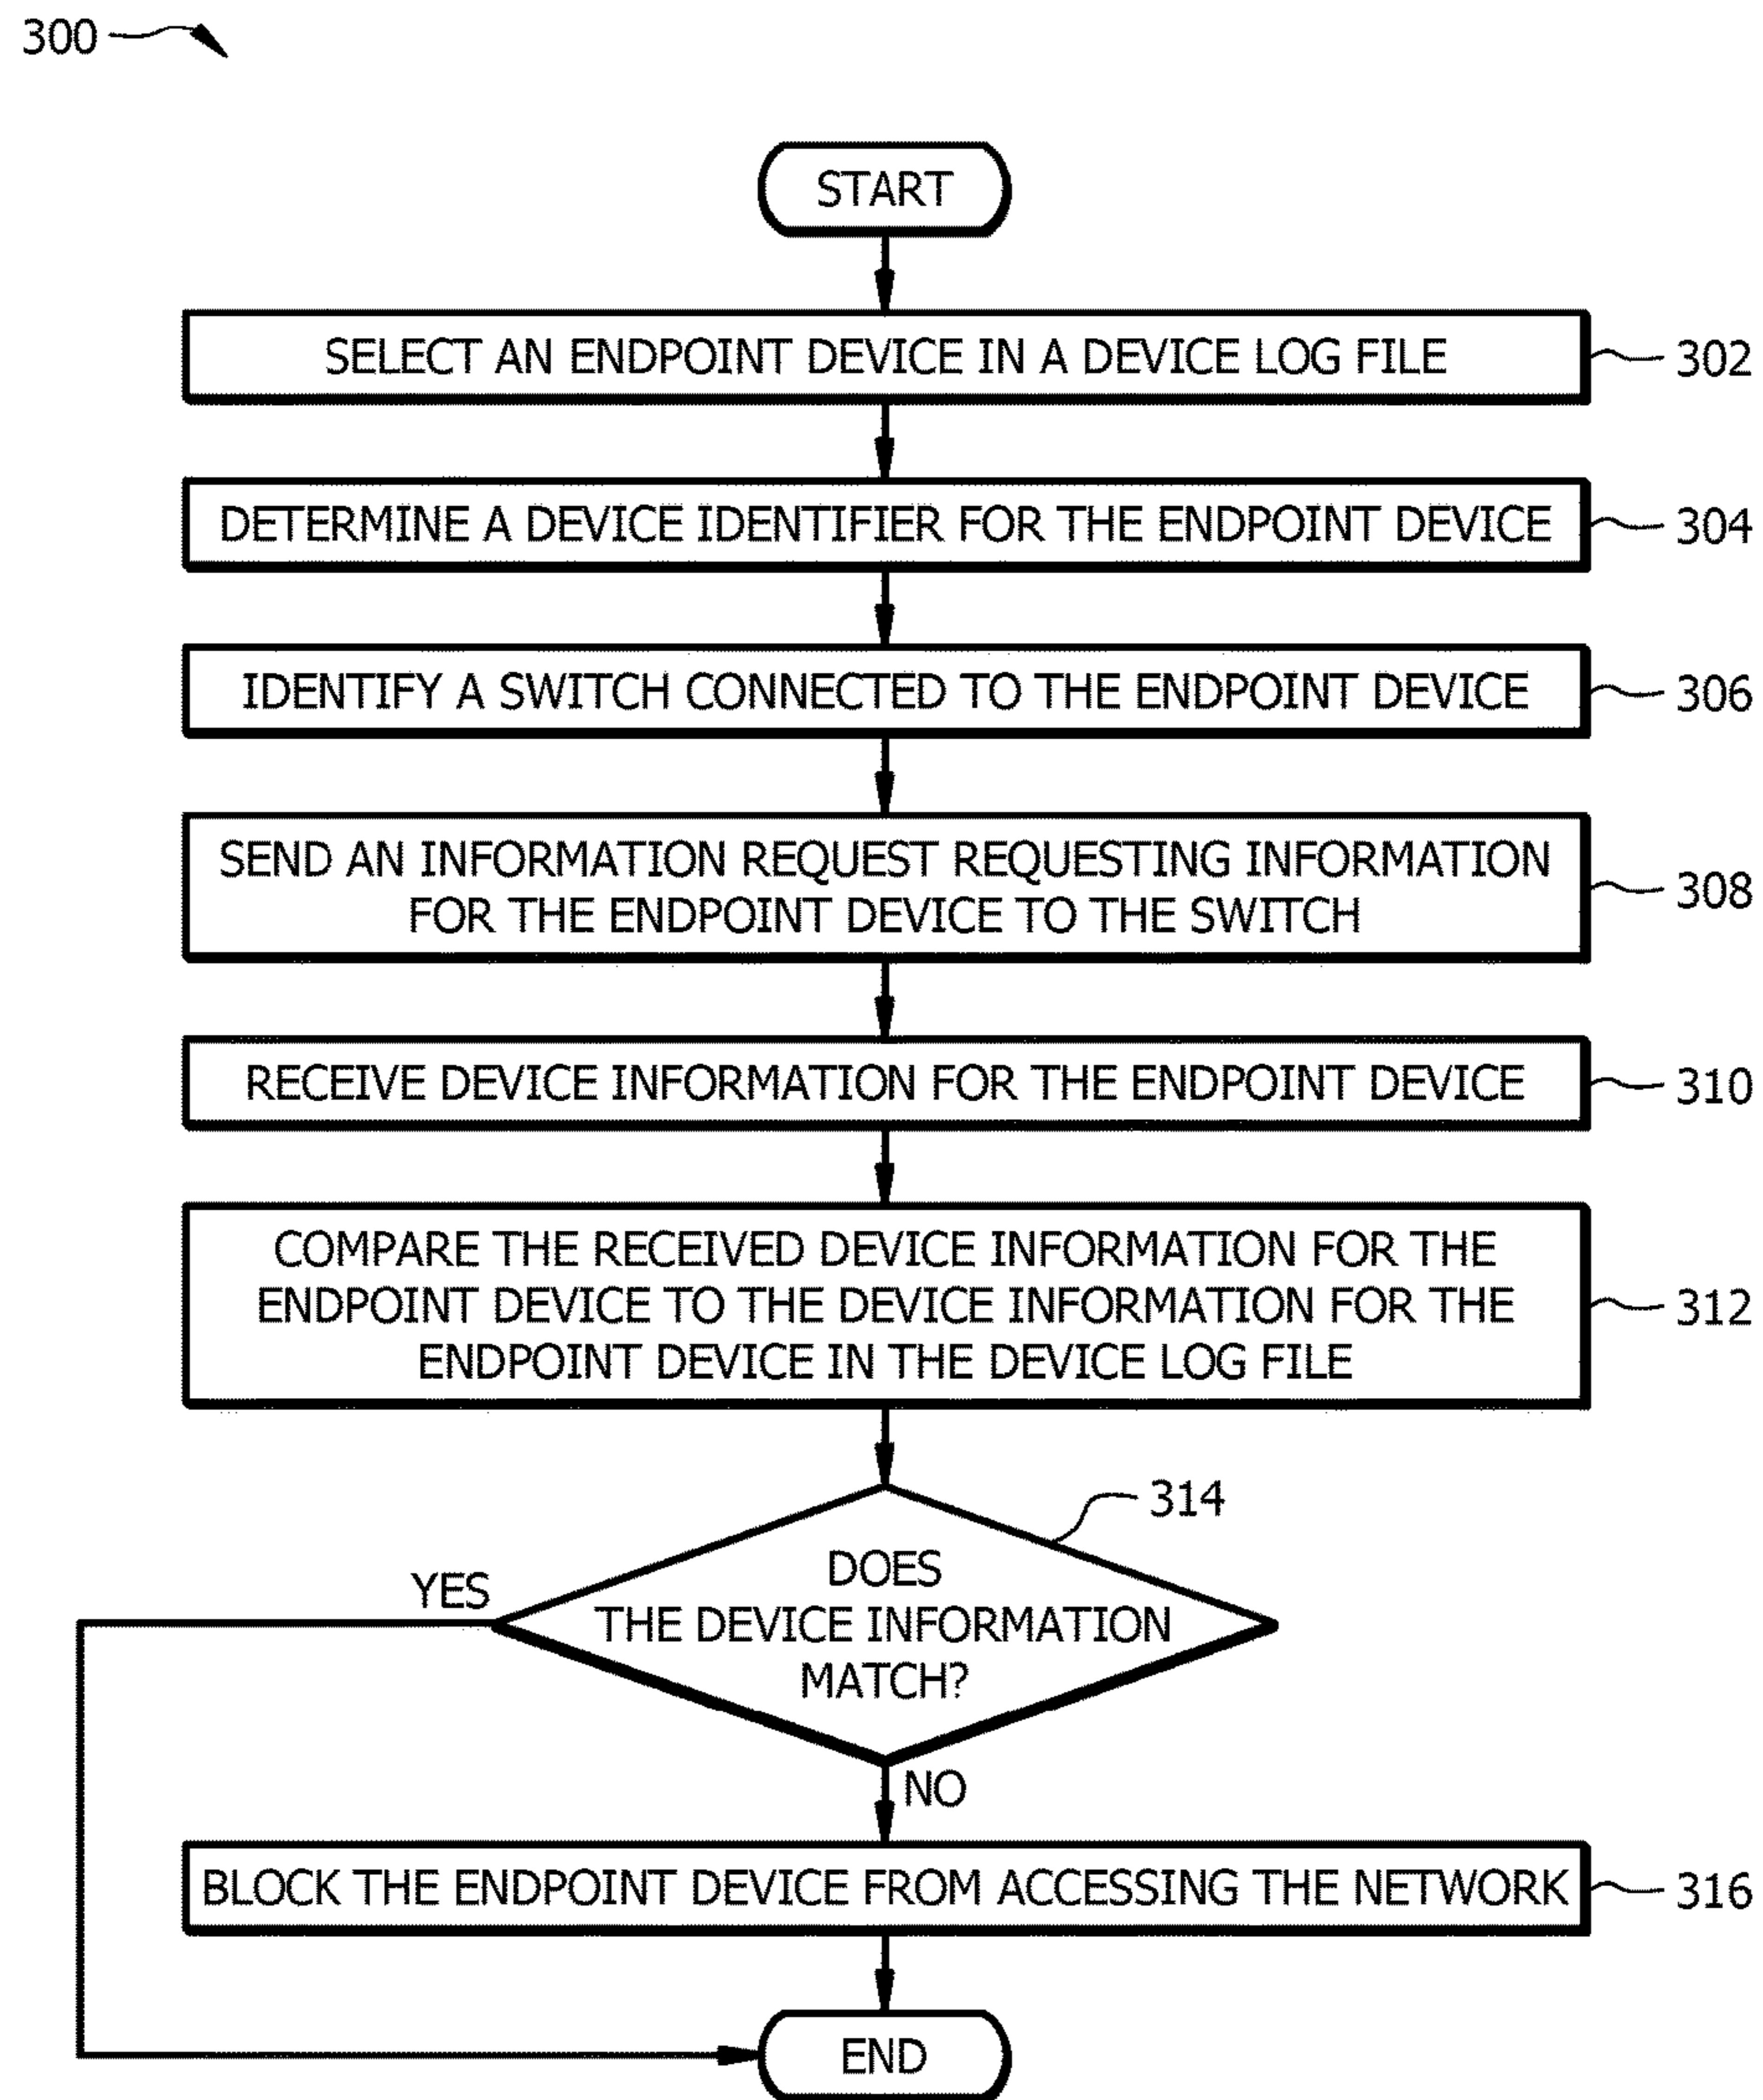 300
START
SELECT AN ENDPOINT DEVICE IN A DEVICE LOG FILE
302
DETERMINE A DEVICE IDENTIFIER FOR THE ENDPOINT DEVICE
304
IDENTIFY A SWITCH CONNECTED TO THE ENDPOINT DEVICE
306
SEND AN INFORMATION REQUEST REQUESTING INFORMATION
FOR THE ENDPOINT DEVICE TO THE SWITCH
308
RECEIVE DEVICE INFORMATION FOR THE ENDPOINT DEVICE
310
COMPARE THE RECEIVED DEVICE INFORMATION FOR THE
ENDPOINT DEVICE TO THE DEVICE INFORMATION FOR THE
ENDPOINT DEVICE IN THE DEVICE LOG FILE
312
314
DOES
THE DEVICE INFORMATION
MATCH?
YES
NO
BLOCK THE ENDPOINT DEVICE FROM ACCESSING THE NETWORK
316
END